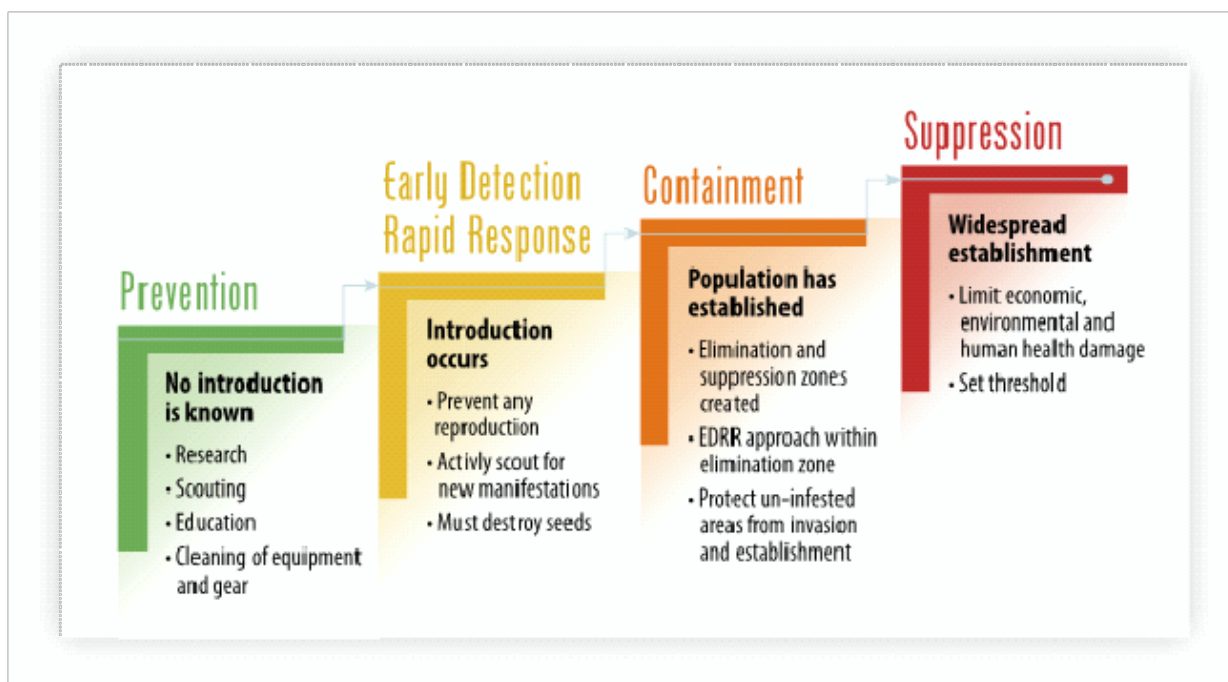 Prevention
No introduction
is known
• Research
• Scouting
• Education
• Cleaning of equipment
and gear
Early Detection
Rapid Response
Introduction
occurs
• Prevent any
reproduction
• Activly scout for
new manifestations
• Must destroy seeds
Containment
Population has
established
• Elimination and
suppression zones
created
• EDRR approach within
elimination zone
• Protect un-infested
areas from invasion
and establishment
Suppression
Widespread
establishment
• Limit economic,
environmental and
human health damage
• Set threshold